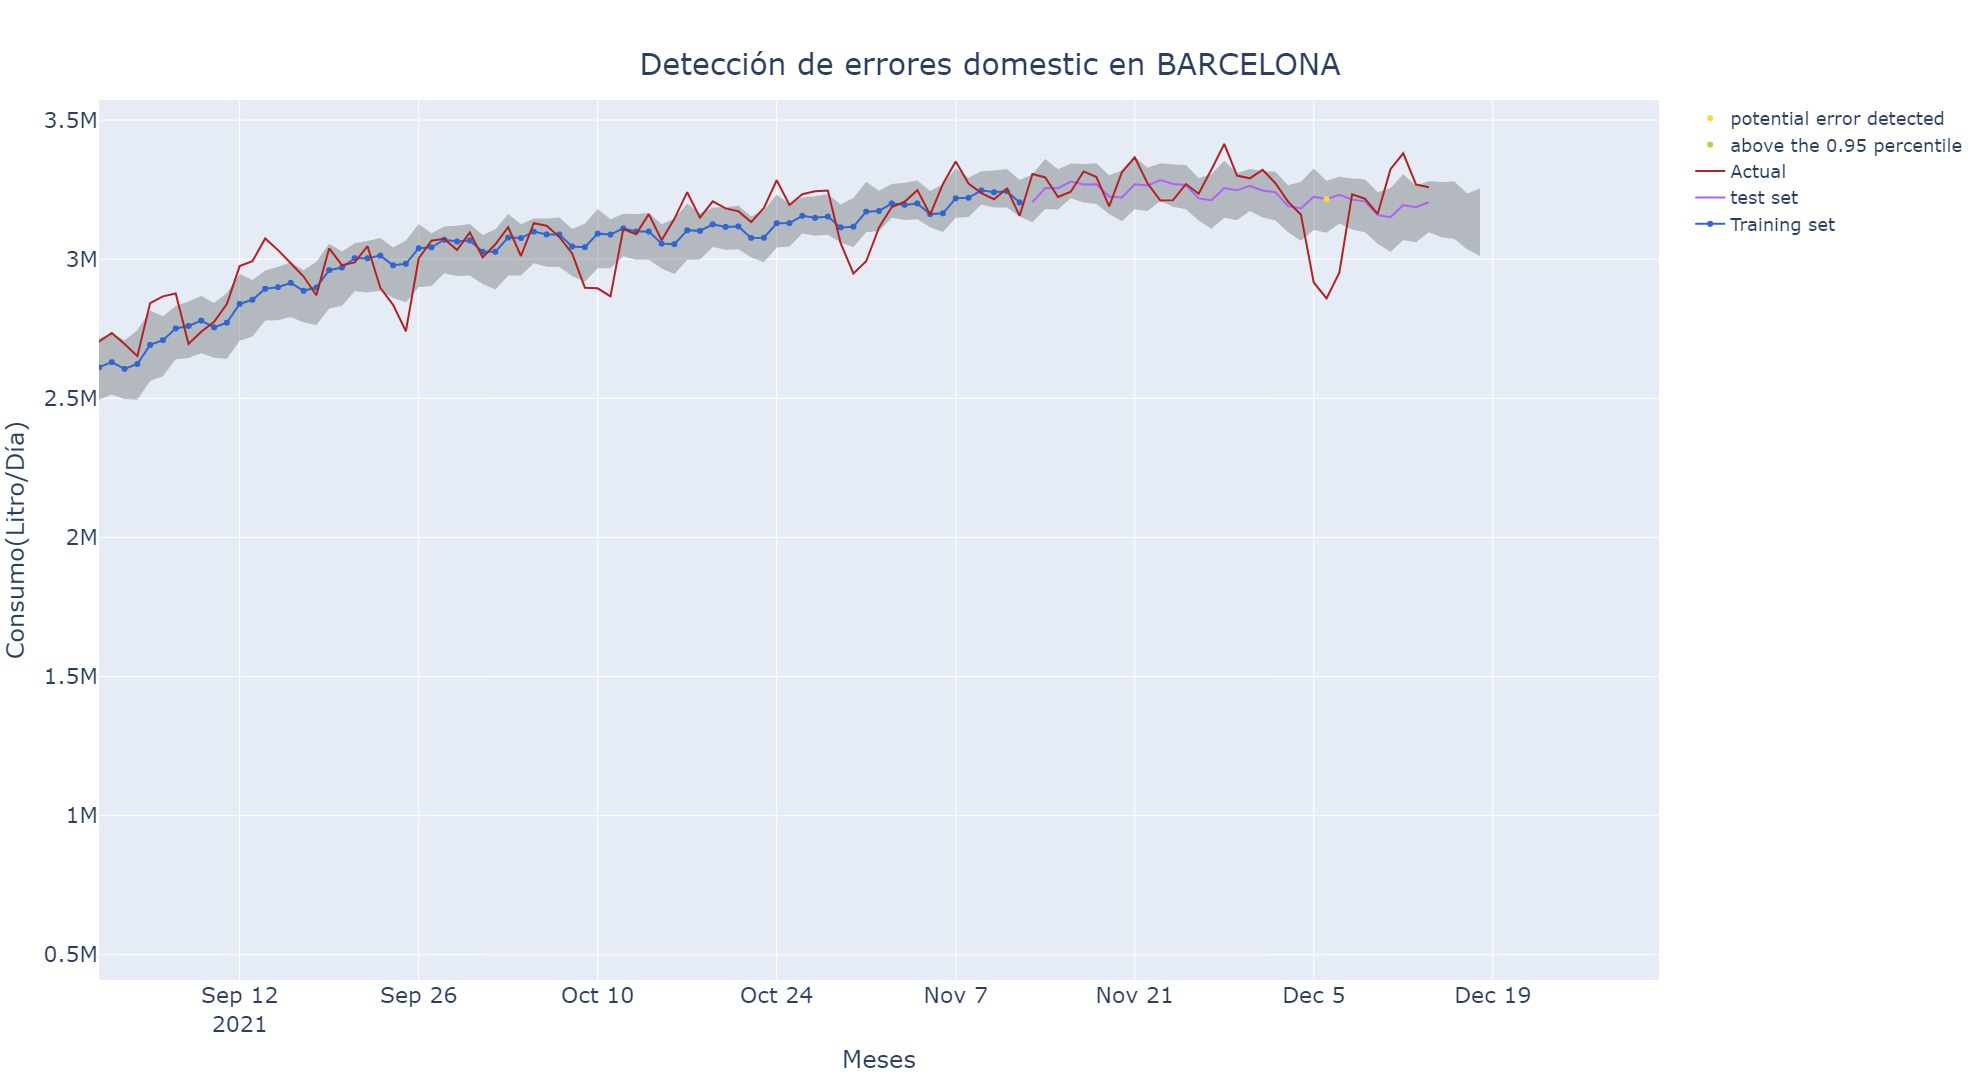 Detección de errores domestic en BARCELONA
potential error detected
above the 0.95 percentile
Actual
test set
Training set
3.5M
3M
2.5M
2M
1.5M
1M
0.5M
Consumo(Litro/Día)
Sep 12
2021
Sep 26
Oct 10
Oct 24
Nov 7
Nov 21
Dec 5
Dec 19
Meses